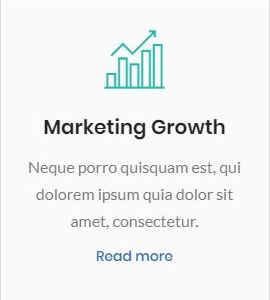 Marketing Growth
Neque porro quisquam est, qui
dolorem ipsum quia dolor sit
amet, consectetur.
Read more